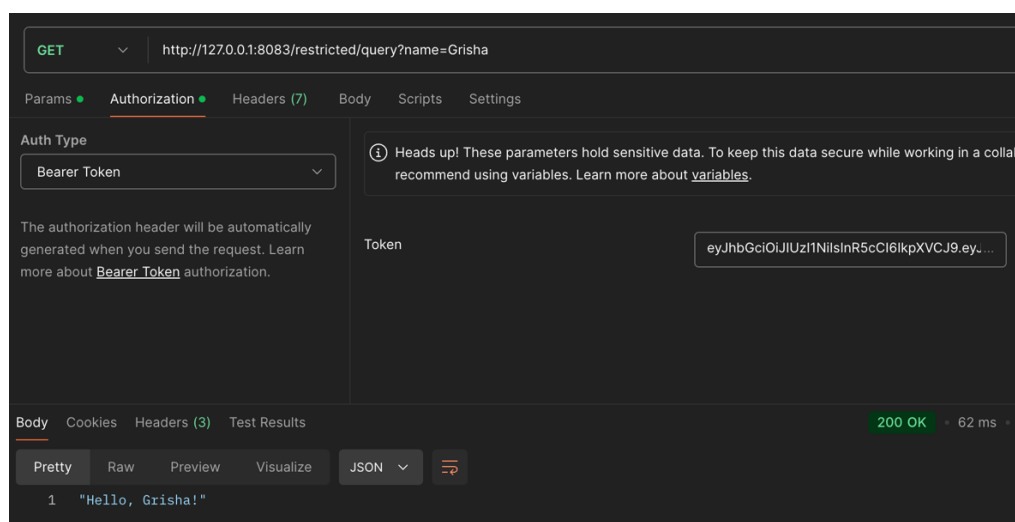 GET http://127.0.0.1:8083/restricted/query?name=Grisha
Params Authorization Headers (7) Body Scripts Settings
Auth Type
Bearer Token
The authorization header will be automatically
generated when you send the request. Learn
more about Bearer Token authorization.
Heads up! These parameters hold sensitive data. To keep this data secure while working in a colla
recommend using variables. Learn more about variables.
Token eyJhbGciOiJIUzI1NiIsInR5cCI6IkpXVCJ9.eyJ...
Body Cookies Headers (3) Test Results 200 OK 62 ms
Pretty Raw Preview Visualize JSON
1 "Hello, Grisha!"